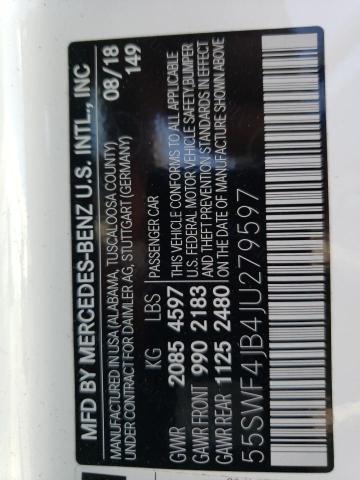 MFD BY MERCEDES-BENZ U.S. INTL., INC
MANUFACTURED IN USA (ALABAMA, TUSCALOOSA COUNTY) 08/18
UNDER CONTRACT FOR DAIMLER AG, STUTTGART (GERMANY) 149
KG LBS PASSENGER CAR
GVWR 2085 4597 THIS VEHICLE CONFORMS TO ALL APPLICABLE
U.S. FEDERAL MOTOR VEHICLE SAFETY, BUMPER
GAWR FRONT 990 2183 AND THEFT PREVENTION STANDARDS IN EFFECT
GAWR REAR 1125 2480 ON THE DATE OF MANUFACTURE SHOWN ABOVE
55SWF4JB4JU279597